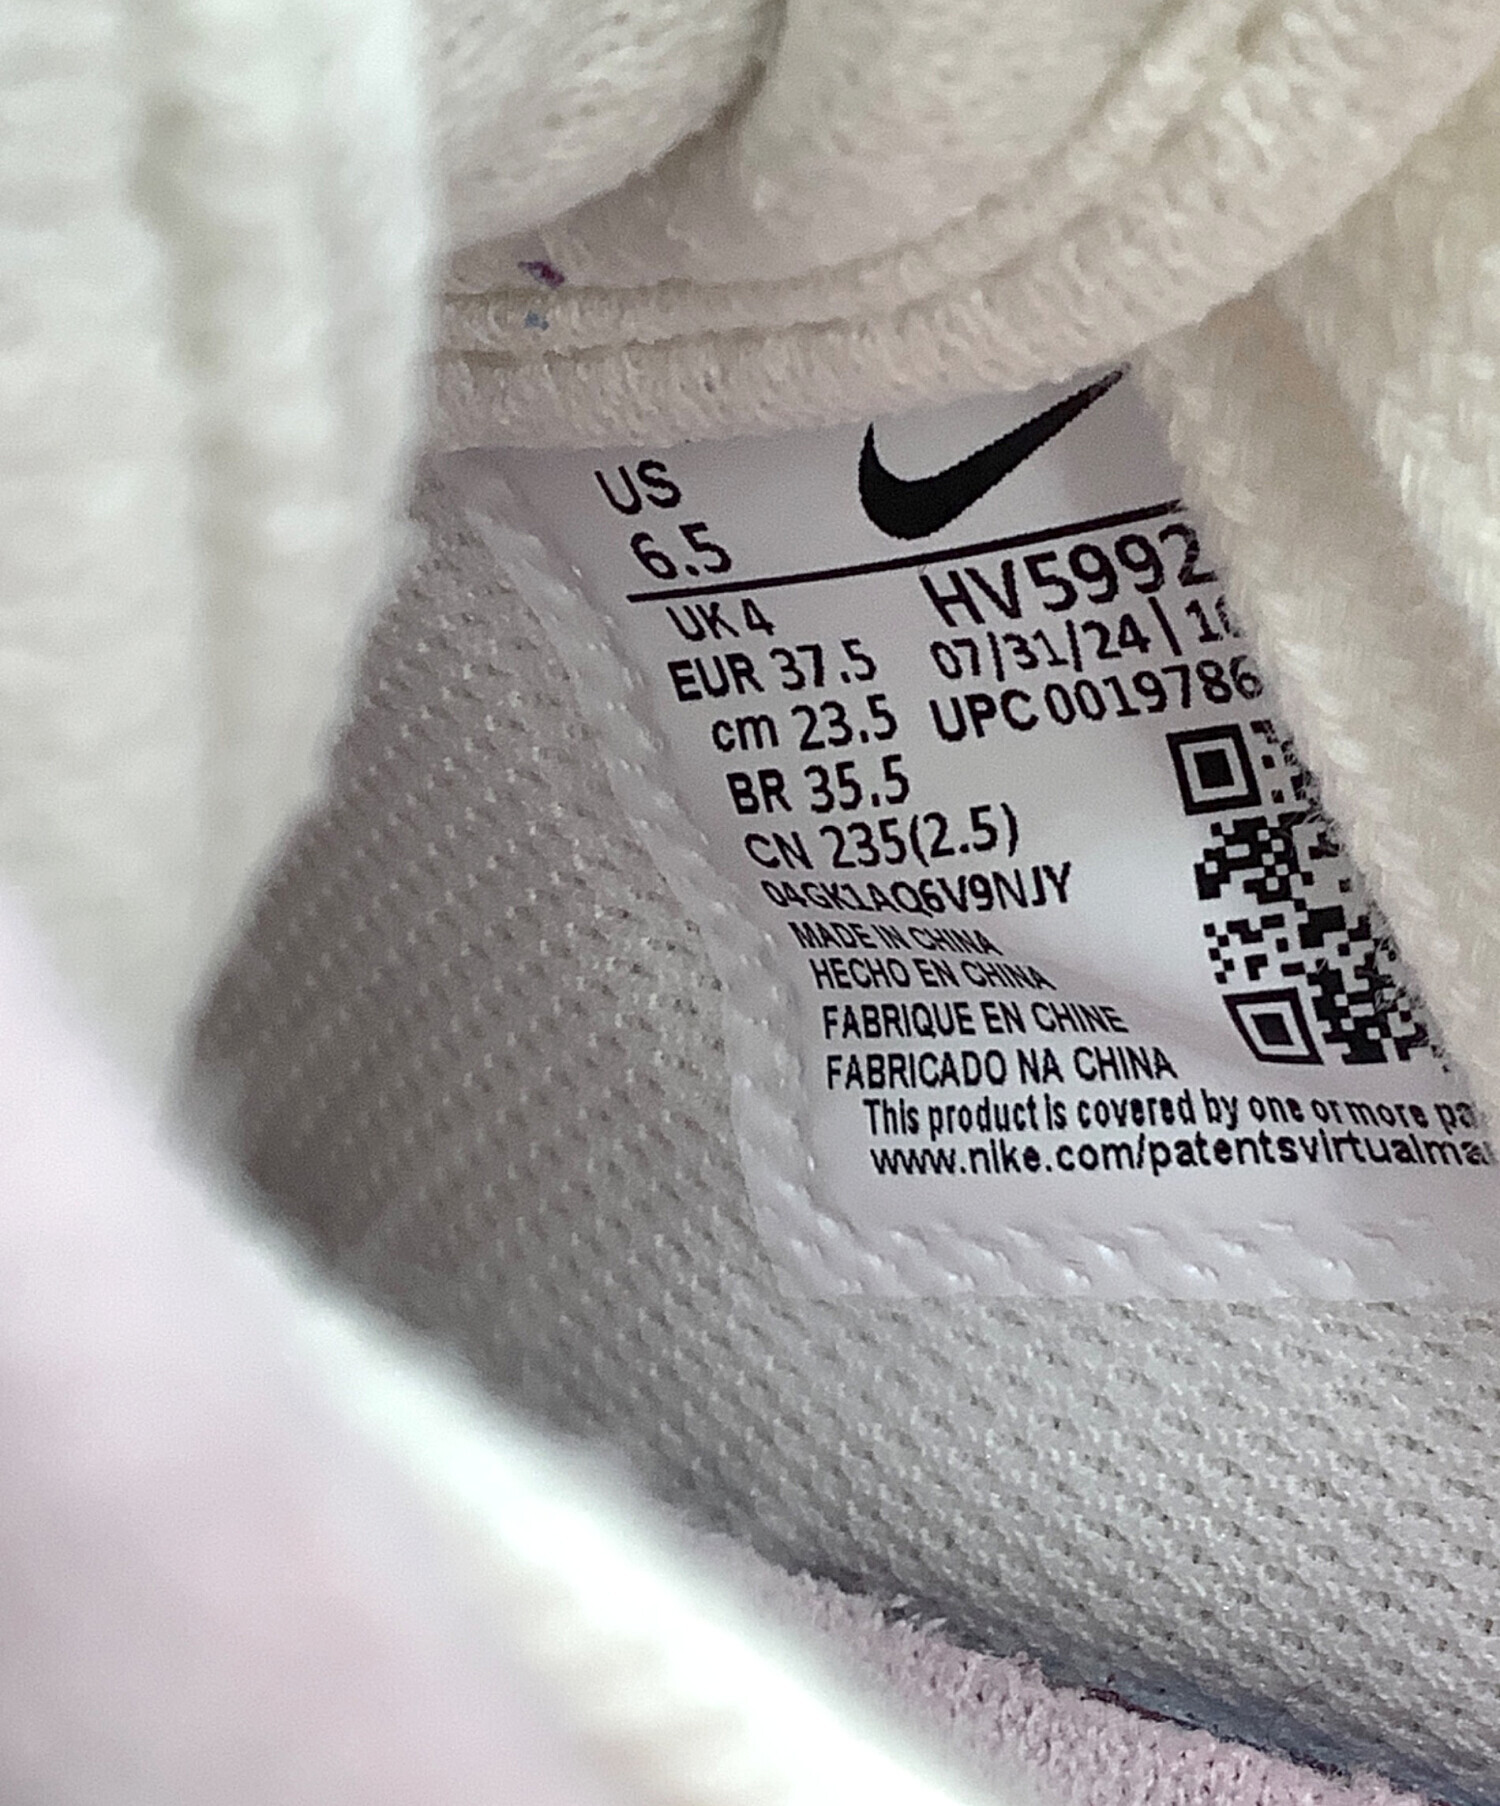 US
6.5
HV5992
UK 4
07/31/24 | 10
EUR 37.5
UPC 0019786
cm 23.5
BR 35.5
CN 235(2.5)
04GK1AQ6V9NJY
MADE IN CHINA
HECHO EN CHINA
FABRIQUE EN CHINE
FABRICADO NA CHINA
This product is covered by one or more pa
www.nike.com/patentsvirtualma